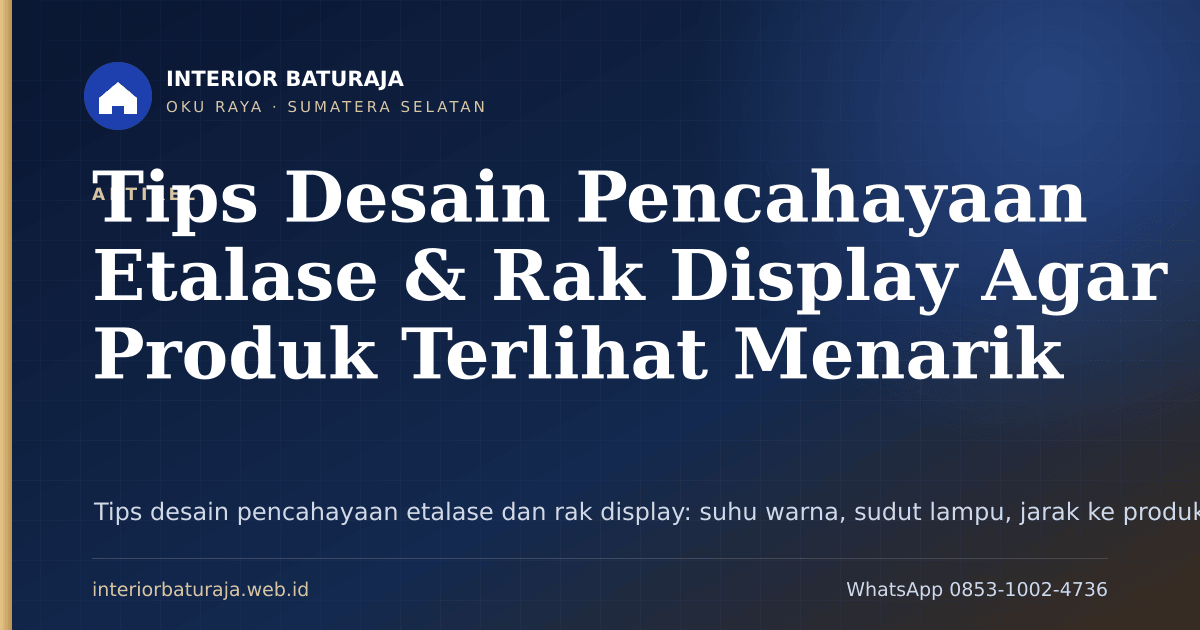 INTERIOR BATURAJA
OKU RAYA · SUMATERA SELATAN
ARTIKEL
Tips Desain Pencahayaan
Etalase & Rak Display Agar
Produk Terlihat Menarik
Tips desain pencahayaan etalase dan rak display: suhu warna, sudut lampu, jarak ke produk
interiorbaturaja.web.id
WhatsApp 0853-1002-4736